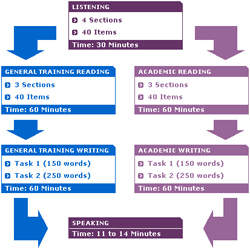 LISTENING
4 Sections
40 Items
Time: 30 Minutes
GENERAL TRAINING READING
3 Sections
40 Items
Time: 60 Minutes
ACADEMIC READING
3 Sections
40 Items
Time: 60 Minutes
GENERAL TRAINING WRITING
Task 1 (150 words)
Task 2 (250 words)
Time: 60 Minutes
ACADEMIC WRITING
Task 1 (150 words)
Task 2 (250 words)
Time: 60 Minutes
SPEAKING
Time: 11 to 14 Minutes